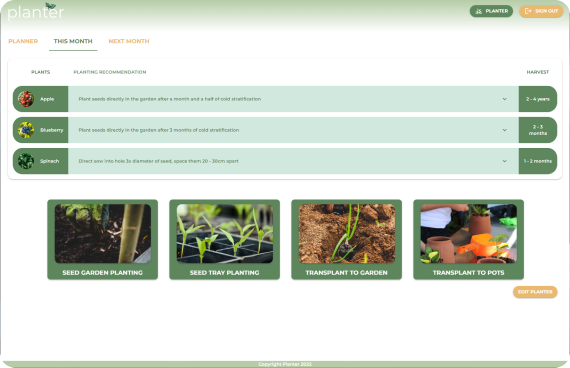 planter
PLANTER
SIGN OUT
PLANNER
THIS MONTH
NEXT MONTH
PLANTS
PLANTING RECOMMENDATION
HARVEST
Apple
Plant seeds directly in the garden after a month and a half of cold stratification
2 - 4 years
Blueberry
Plant seeds directly in the garden after 3 months of cold stratification
2 - 3
months
Spinach
Direct sow into hole 3x diameter of seed, space them 20 - 30cm apart
1 - 2 months
SEED GARDEN PLANTING
SEED TRAY PLANTING
TRANSPLANT TO GARDEN
TRANSPLANT TO POTS
EDIT PLANTER
Copyright Planter 2022